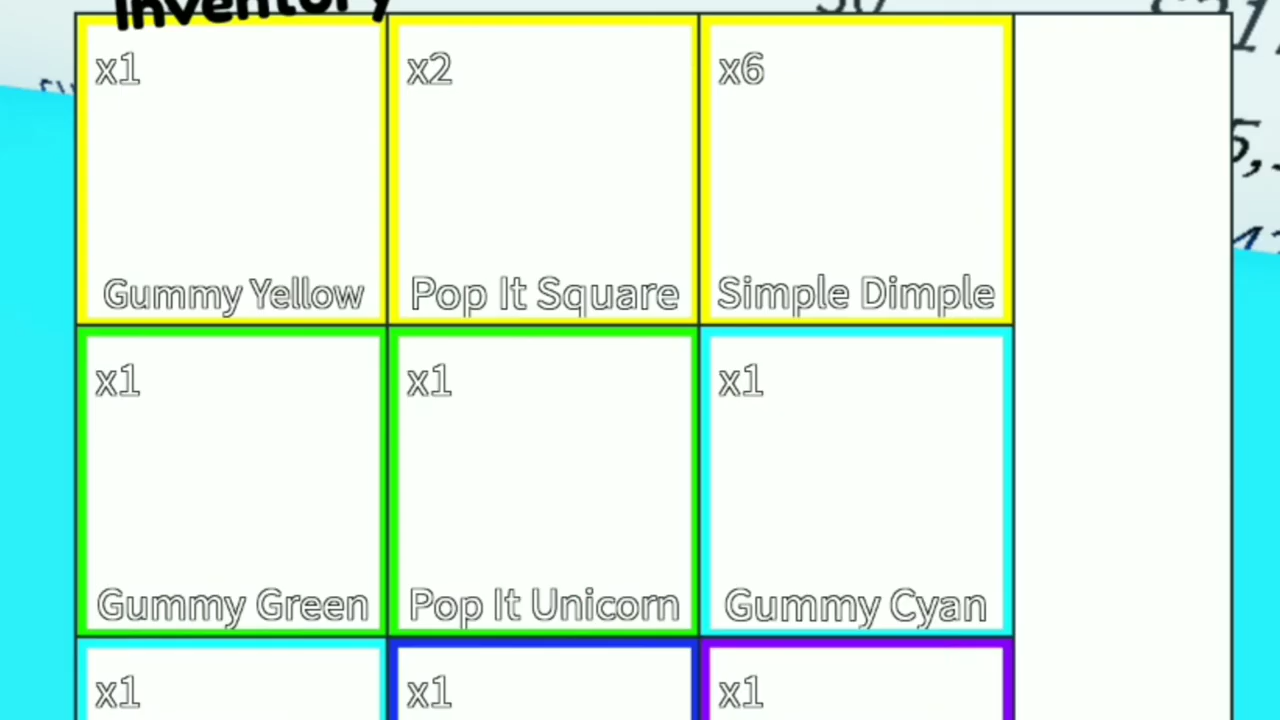 Inventory
x1
x2
x6
Gummy Yellow
Pop It Square
Simple Dimple
x1
x1
x1
Gummy Green
Pop It Unicorn
Gummy Cyan
x1
x1
x1